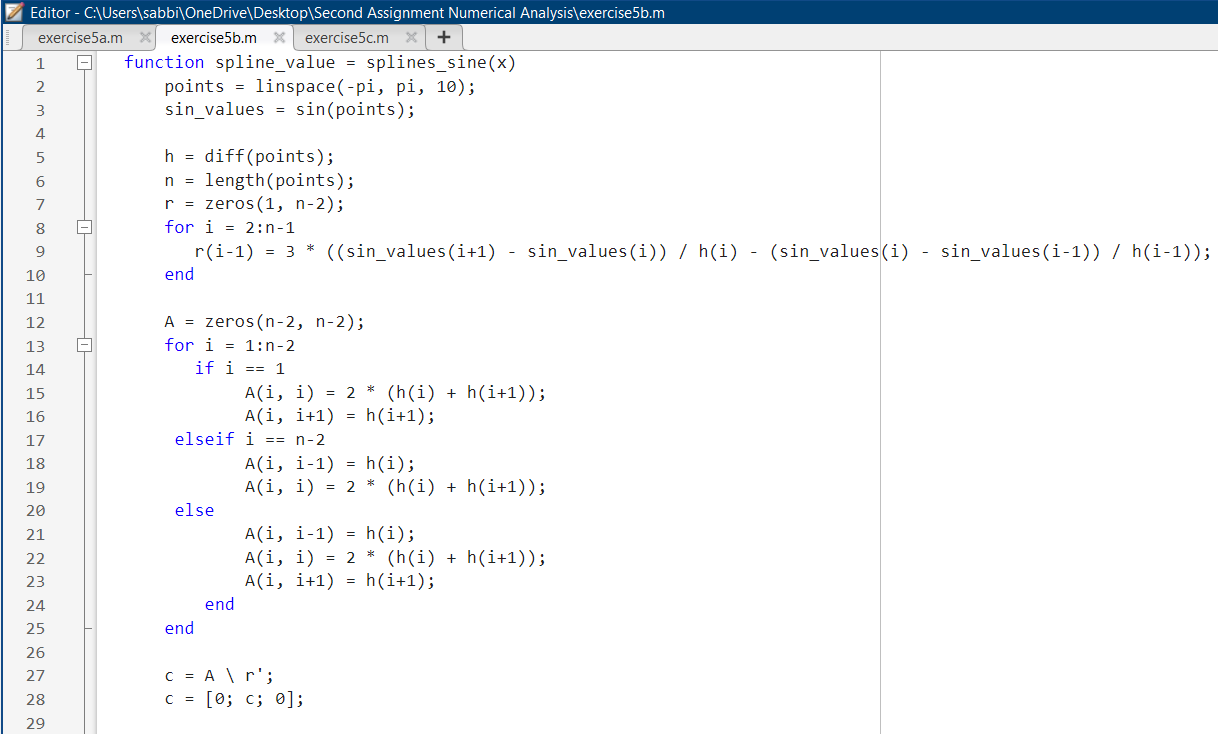 Editor - C:\Users\sabbi\OneDrive\Desktop\Second Assignment Numerical Analysis\exercise5b.m
exercise5a.m × exercise5b.m × exercise5c.m × +
1 function spline_value = splines_sine(x)
2 points = linspace(-pi, pi, 10);
3 sin_values = sin(points);
4
5 h = diff(points);
6 n = length(points);
7 r = zeros(1, n-2);
8 for i = 2:n-1
9 r(i-1) = 3 * ((sin_values(i+1) - sin_values(i)) / h(i) - (sin_values(i) - sin_values(i-1)) / h(i-1));
10 end
11
12 A = zeros(n-2, n-2);
13 for i = 1:n-2
14 if i == 1
15 A(i, i) = 2 * (h(i) + h(i+1));
16 A(i, i+1) = h(i+1);
17 elseif i == n-2
18 A(i, i-1) = h(i);
19 A(i, i) = 2 * (h(i) + h(i+1));
20 else
21 A(i, i-1) = h(i);
22 A(i, i) = 2 * (h(i) + h(i+1));
23 A(i, i+1) = h(i+1);
24 end
25 end
26
27 c = A \ r';
28 c = [0; c; 0];
29